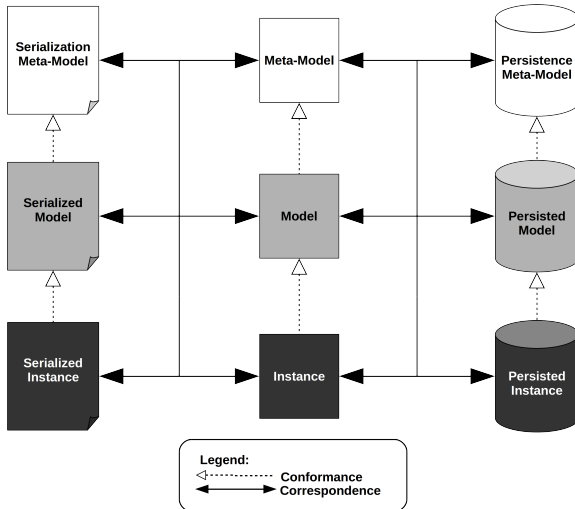 Serialization
Meta-Model
Meta-Model
Persistence
Meta-Model
Serialized
Model
Model
Persisted
Model
Serialized
Instance
Instance
Persisted
Instance
Legend:
Conformance
Correspondence